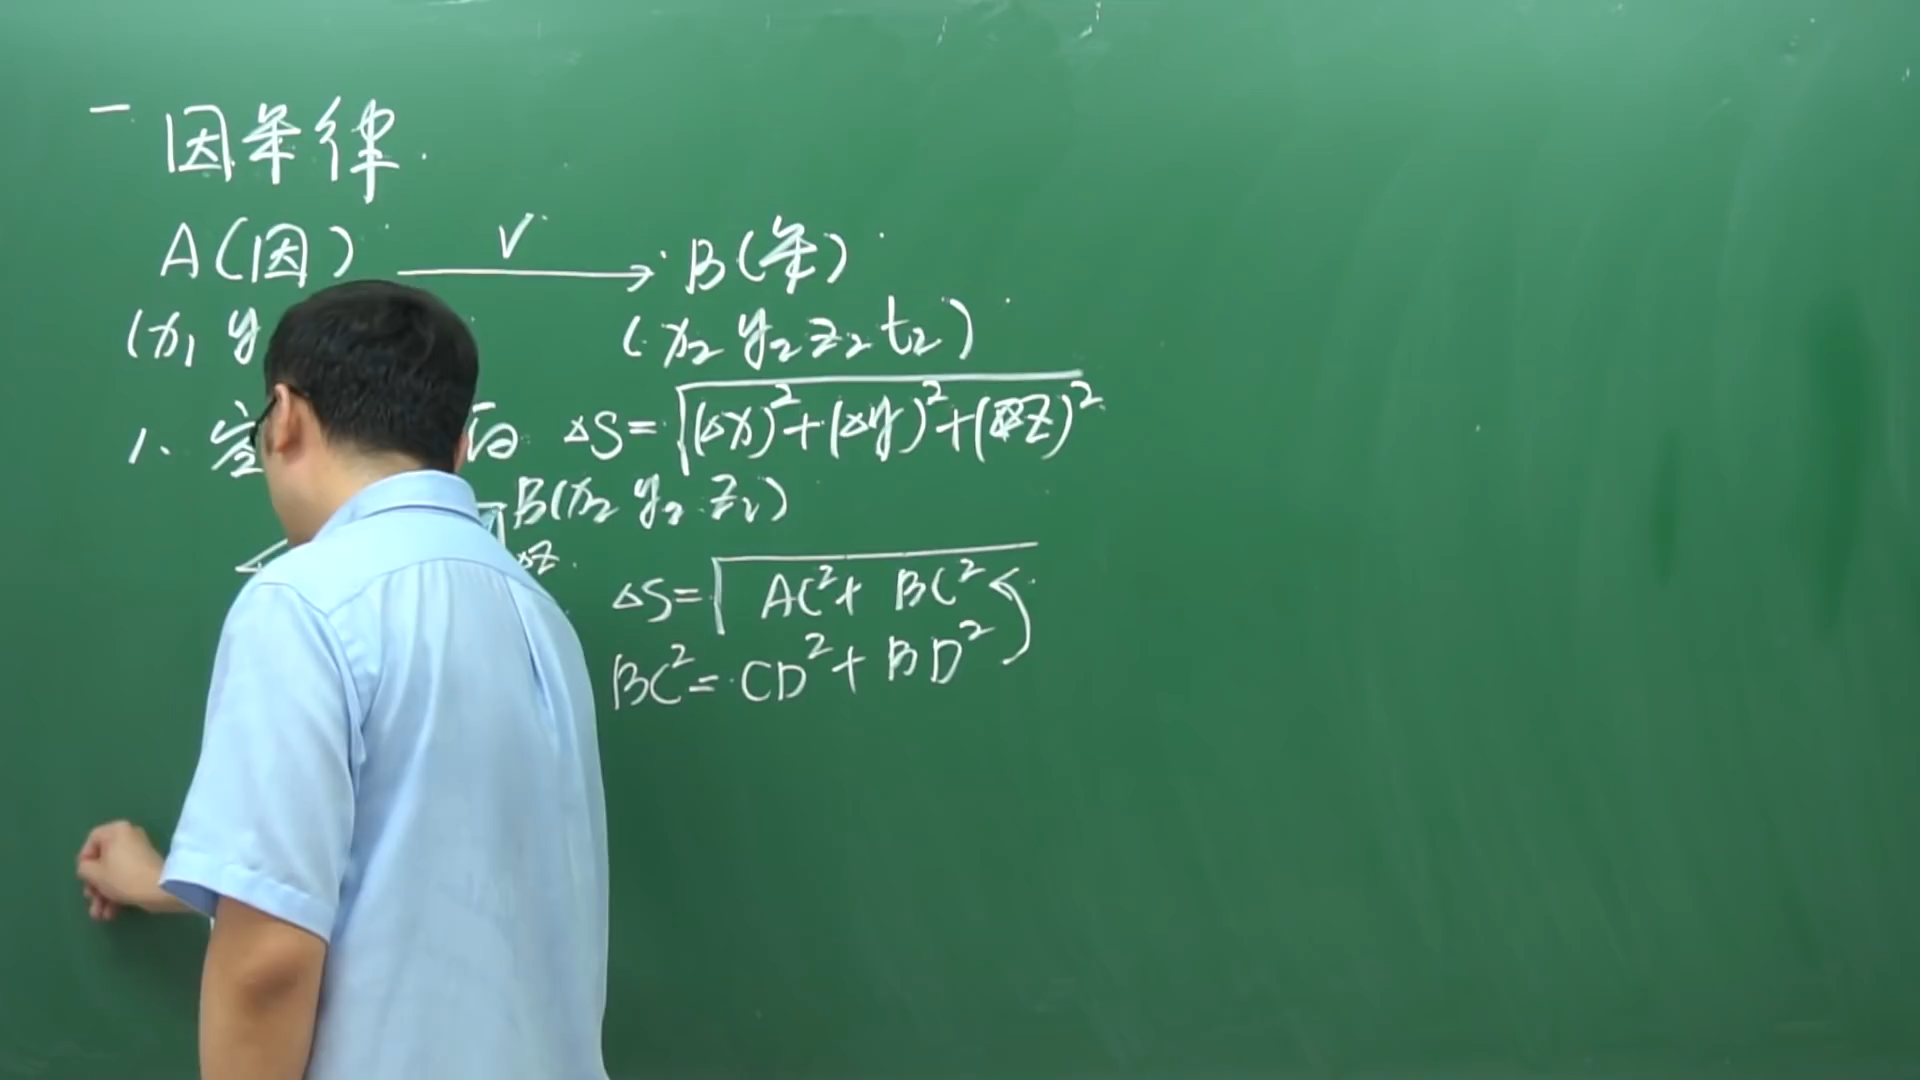 一 因果律
A(因) V→ B(果)
(x₁ y (x₂ y₂ z₂ t₂)
1、空 ΔS=√(Δx)²+(Δy)²+(ΔZ)²
B(x₂ y₂ z₂)
ΔZ
ΔS=√AC²+BC²
BC²=CD²+BD²